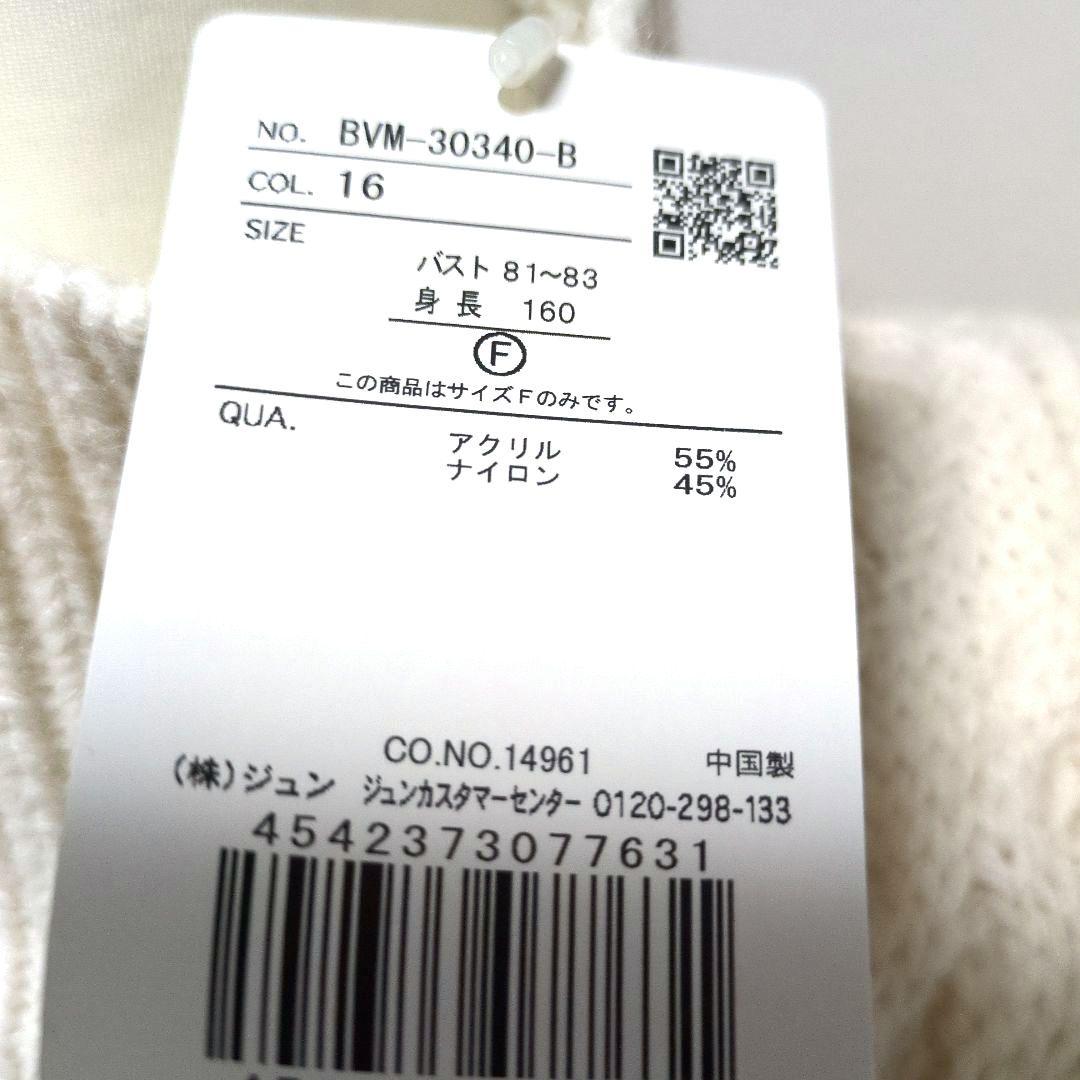 NO. BVM-30340-B
COL. 16
SIZE
バスト 81~83
身長 160
F
この商品はサイズFのみです。
QUA.
アクリル 55%
ナイロン 45%
CO.NO.14961 中国製
(株)ジュン ジュンカスタマーセンター 0120-298-133
4542373077631